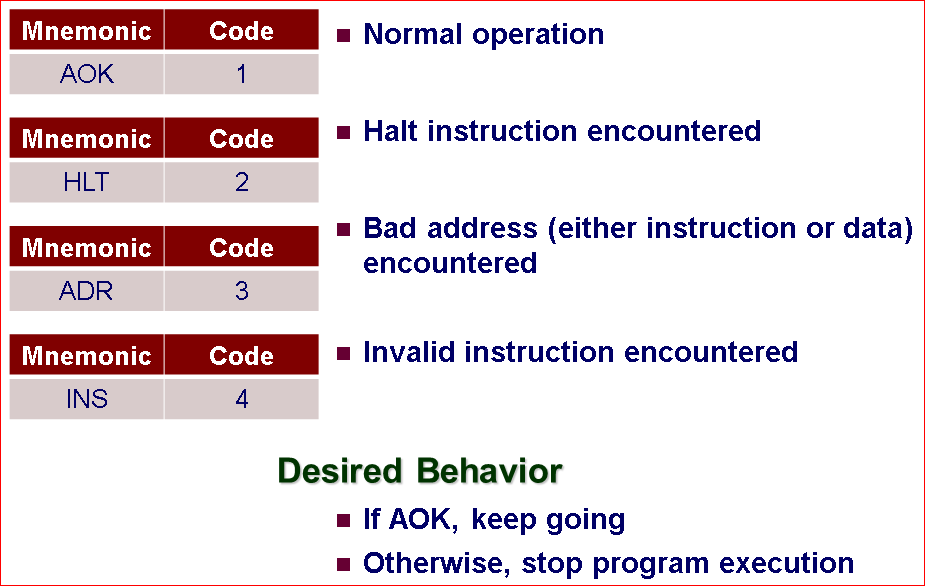 Mnemonic Code
AOK 1
■ Normal operation
Mnemonic Code
HLT 2
■ Halt instruction encountered
Mnemonic Code
ADR 3
■ Bad address (either instruction or data)
encountered
Mnemonic Code
INS 4
■ Invalid instruction encountered
Desired Behavior
■ If AOK, keep going
■ Otherwise, stop program execution